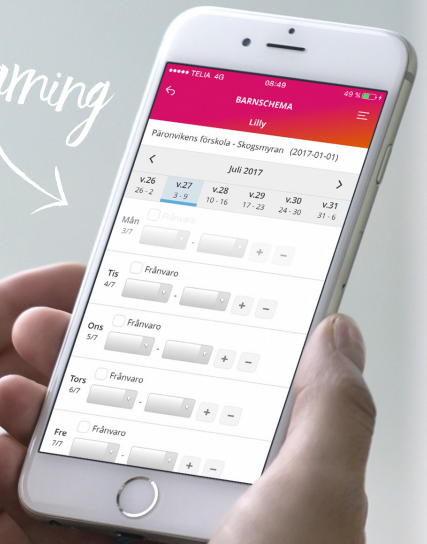 TELIA 4G 08:49 49 %
BARNSCHEMA
Lilly
Päronvikens förskola - Skogsmyran (2017-01-01)
Juli 2017
v.26 v.27 v.28 v.29 v.30 v.31
26 - 2 3 - 9 10 - 16 17 - 23 24 - 30 31 - 6
Mån Frånvaro
3/7 - + −
Tis Frånvaro
4/7 - + −
Ons Frånvaro
5/7 - + −
Tors Frånvaro
6/7 - + −
Fre Frånvaro
7/7 - + −